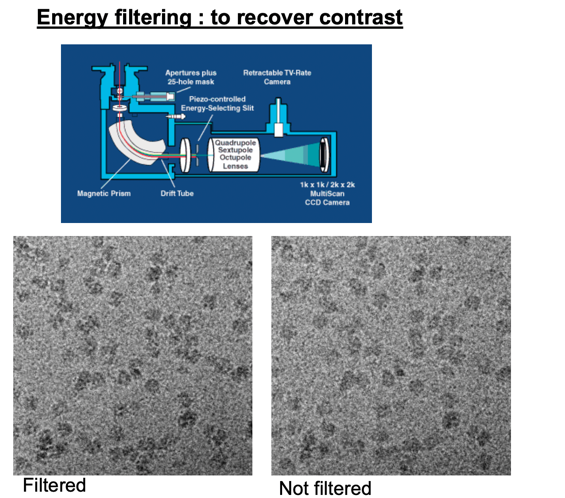 Energy filtering : to recover contrast
Apertures plus
25-hole mask
Retractable TV-Rate
Camera
Piezo-controlled
Energy-Selecting Slit
Quadrupole
Sextupole
Octupole
Lenses
Magnetic Prism
Drift Tube
1k x 1k / 2k x 2k
MultiScan
CCD Camera
Filtered
Not filtered